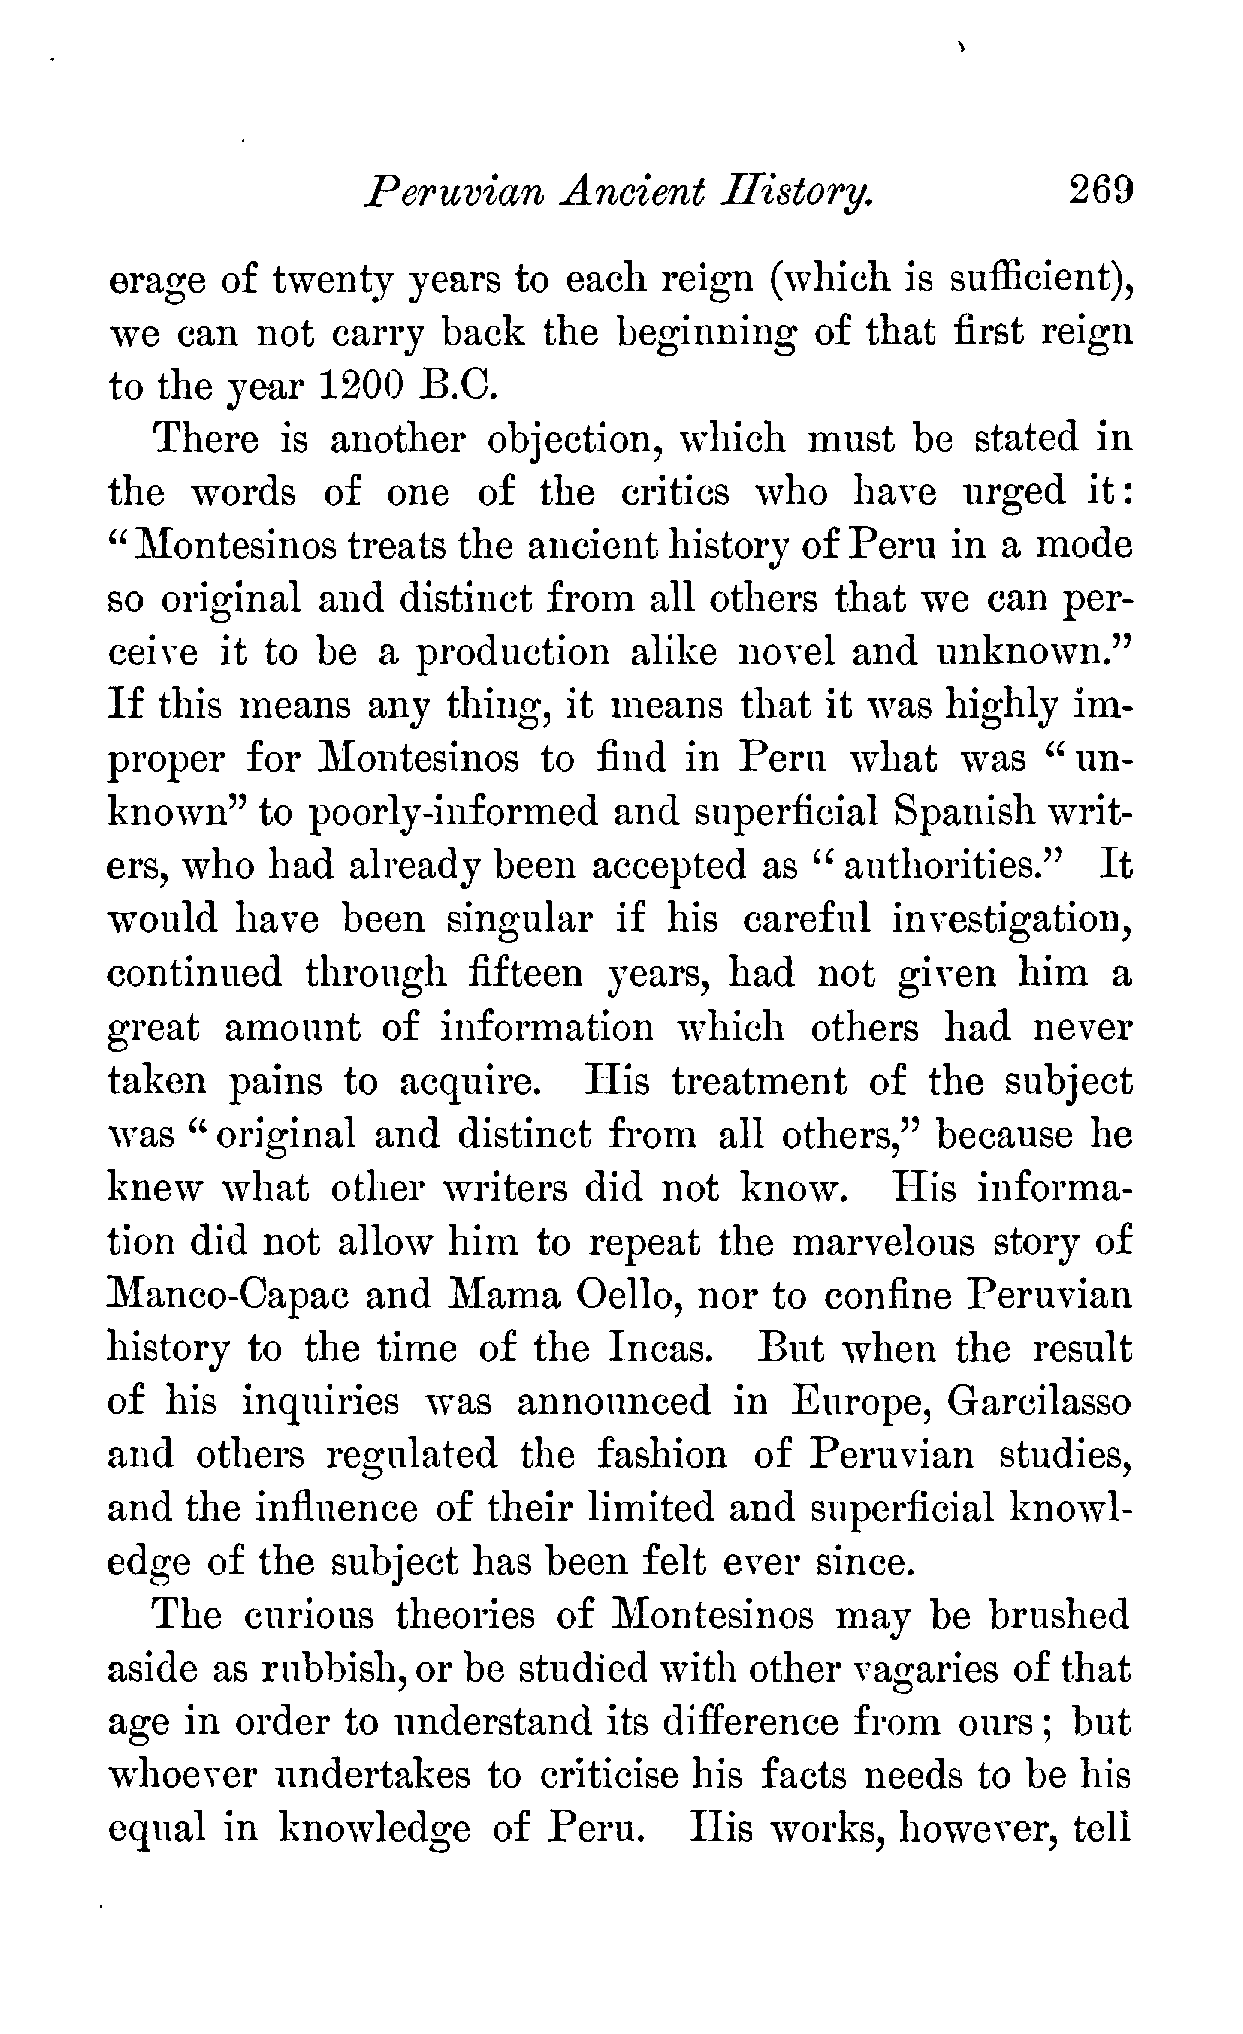 Peruvian Ancient History. 269
erage of twenty years to each reign (which is sufficient),
we can not carry back the beginning of that first reign
to the year 1200 B.C.
There is another objection, which must be stated in
the words of one of the critics who have urged it:
“Montesinos treats the ancient history of Peru in a mode
so original and distinct from all others that we can per-
ceive it to be a production alike novel and unknown.”
If this means any thing, it means that it was highly im-
proper for Montesinos to find in Peru what was “un-
known” to poorly-informed and superficial Spanish writ-
ers, who had already been accepted as “authorities.” It
would have been singular if his careful investigation,
continued through fifteen years, had not given him a
great amount of information which others had never
taken pains to acquire. His treatment of the subject
was “original and distinct from all others,” because he
knew what other writers did not know. His informa-
tion did not allow him to repeat the marvelous story of
Manco-Capac and Mama Oello, nor to confine Peruvian
history to the time of the Incas. But when the result
of his inquiries was announced in Europe, Garcilasso
and others regulated the fashion of Peruvian studies,
and the influence of their limited and superficial knowl-
edge of the subject has been felt ever since.
The curious theories of Montesinos may be brushed
aside as rubbish, or be studied with other vagaries of that
age in order to understand its difference from ours; but
whoever undertakes to criticise his facts needs to be his
equal in knowledge of Peru. His works, however, tell